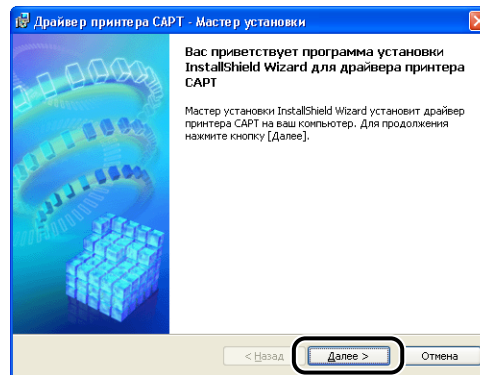 Драйвер принтера CAPT - Мастер установки
Вас приветствует программа установки
InstallShield Wizard для драйвера принтера
CAPT
Мастер установки InstallShield Wizard установит драйвер
принтера CAPT на ваш компьютер. Для продолжения
нажмите кнопку [Далее].
< Назад Далее > Отмена